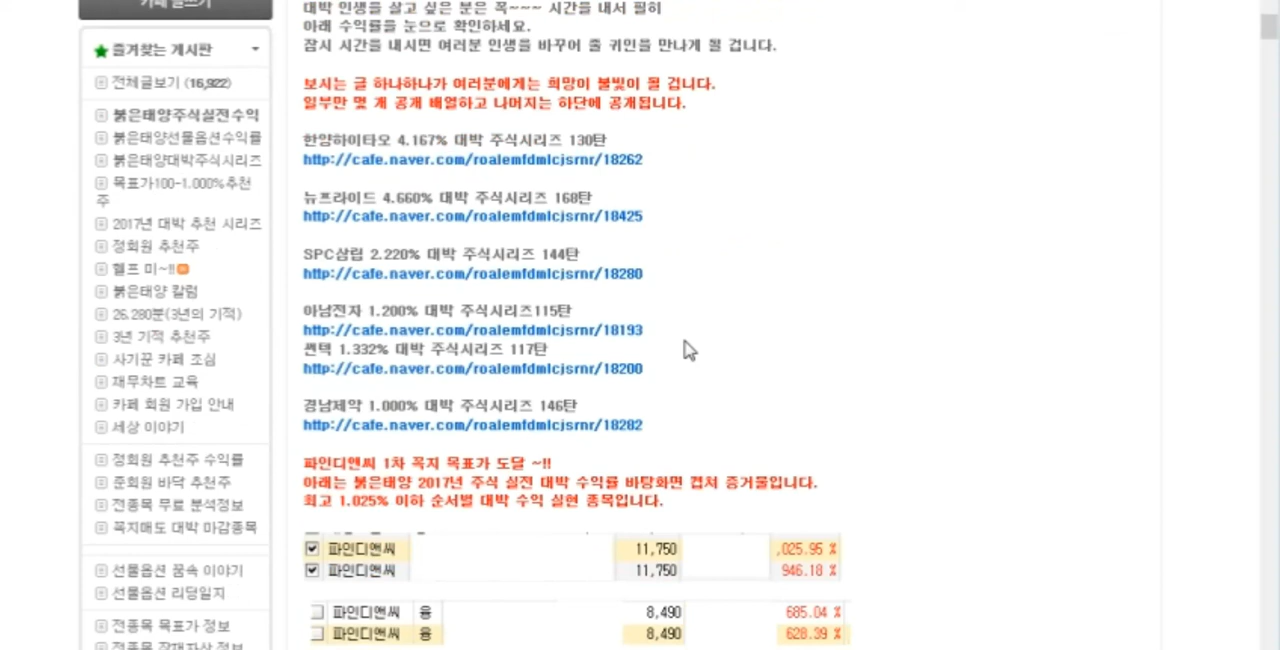 카페 글쓰기
즐겨찾는 게시판
전체글보기 (16,922)
붉은태양주식실전수익
붉은태양선물옵션수익률
붉은태양대박주식시리즈
목표가100-1.000%추천
주
2017년 대박 추천 시리즈
정회원 추천주
헬프 미~!!
붉은태양 칼럼
26.280분(3년의 기적)
3년 기적 추천주
사기꾼 카페 조심
재무차트 교육
카페 회원 가입 안내
세상 이야기
정회원 추천주 수익률
준회원 바닥 추천주
전종목 무료 분석정보
꼭지매도 대박 마감종목
선물옵션 꿈속 이야기
선물옵션 리딩일지
전종목 목표가 정보
전종목 잠재자산 정보
대박 인생을 살고 싶은 분은 꼭~~~ 시간을 내서 필히
아래 수익률을 눈으로 확인하세요.
잠시 시간을 내시면 여러분 인생을 바꾸어 줄 귀인을 만나게 될 겁니다.
보시는 글 하나하나가 여러분에게는 희망이 불빛이 될 겁니다.
일부만 몇 개 공개 배열하고 나머지는 하단에 공개됩니다.
한양하이타오 4.167% 대박 주식시리즈 130탄
http://cafe.naver.com/roalemfdmlcjsrnr/18262
뉴프라이드 4.660% 대박 주식시리즈 168탄
http://cafe.naver.com/roalemfdmlcjsrnr/18425
SPC삼립 2.220% 대박 주식시리즈 144탄
http://cafe.naver.com/roalemfdmlcjsrnr/18280
아남전자 1.200% 대박 주식시리즈115탄
http://cafe.naver.com/roalemfdmlcjsrnr/18193
쎈텍 1.332% 대박 주식시리즈 117탄
http://cafe.naver.com/roalemfdmlcjsrnr/18200
경남제약 1.000% 대박 주식시리즈 146탄
http://cafe.naver.com/roalemfdmlcjsrnr/18282
파인디앤씨 1차 꼭지 목표가 도달 ~!!
아래는 붉은태양 2017년 주식 실전 대박 수익률 바탕화면 캡쳐 증거물입니다.
최고 1.025% 이하 순서별 대박 수익 실현 종목입니다.
파인디앤씨 11,750 ,025.95 %
파인디앤씨 11,750 946.18 %
파인디앤씨 융 8,490 685.04 %
파인디앤씨 융 8,490 628.39 %